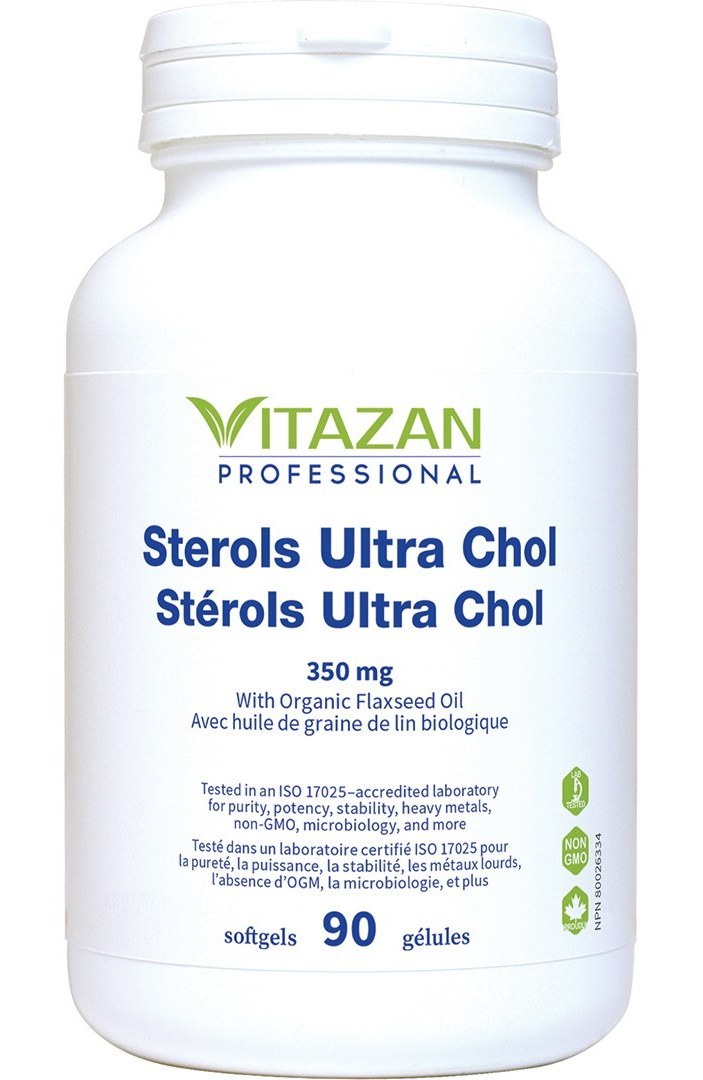 VITAZAN
PROFESSIONAL
Sterols Ultra Chol
Stérols Ultra Chol
350 mg
With Organic Flaxseed Oil
Avec huile de graine de lin biologique
Tested in an ISO 17025–accredited laboratory
for purity, potency, stability, heavy metals,
non-GMO, microbiology, and more
Testé dans un laboratoire certifié ISO 17025 pour
la pureté, la puissance, la stabilité, les métaux lourds,
l’absence d’OGM, la microbiologie, et plus
softgels 90 gélules
LAB
TESTED
NON
GMO
PROUDLY
NPN 80026334